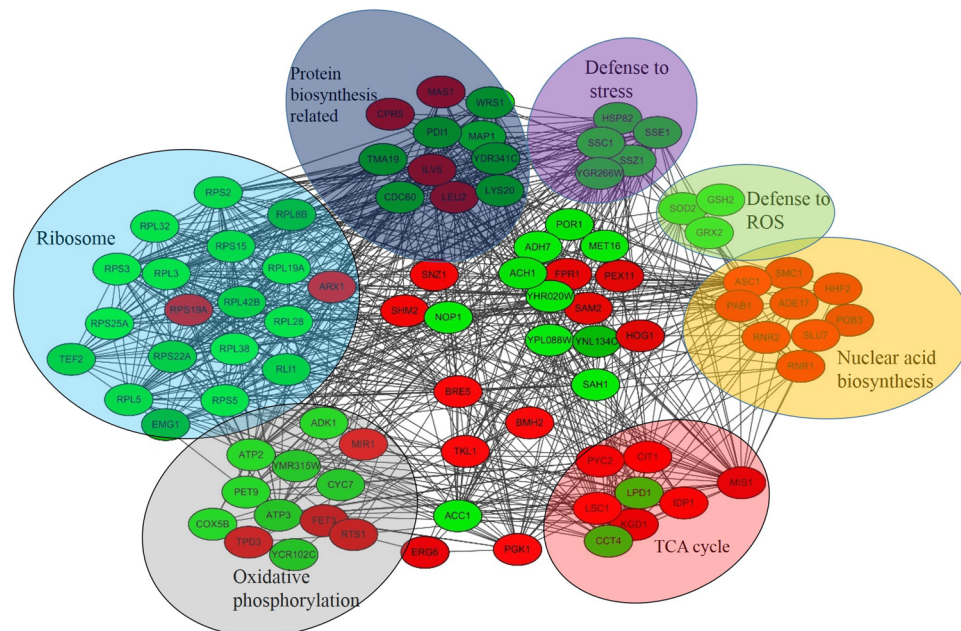 Protein
biosynthesis
related
MAS1
WRS1
CPR5
PDI1
MAP1
TMA19
YDR341C
ILV5
CDC60
LEU2
LYS20
Defense to
stress
HSP82
SSE1
SSC1
SSZ1
YGR266W
GSH2
Defense to
ROS
SOD2
GRX2
Ribosome
RPS2
RPL8B
RPL32
RPS15
RPS3
RPL3
RPL19A
ARX1
RPS19A
RPL42B
RPS25A
RPL28
TEF2
RPS22A
RPL38
RLI1
RPL5
RPS5
EMG1
POR1
ADH7
MET16
SNZ1
ACH1
FPR1
PEX11
YHR020W
SHM2
NOP1
SAM2
HOG1
YPL088W
YNL134C
SAH1
BRE5
BMH2
TKL1
ACC1
ERG6
PGK1
ASC1
SMC1
HHF2
PAB1
ADE17
POB3
RNR2
SLU7
RNR1
Nuclear acid
biosynthesis
ADK1
MIR1
ATP2
YMR315W
PET9
CYC7
COX5B
ATP3
FET3
TPD3
RTS1
YCR102C
Oxidative
phosphorylation
PYC2
CIT1
MIS1
LPD1
LSC1
IDP1
KGD1
CCT4
TCA cycle